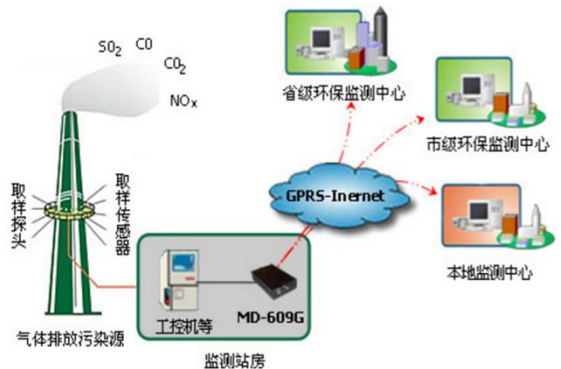 SO2
CO
CO2
NOx
省级环保监测中心
市级环保监测中心
GPRS-Inernet
取样探头
取样传感器
本地监测中心
工控机等
MD-609G
气体排放污染源
监测站房